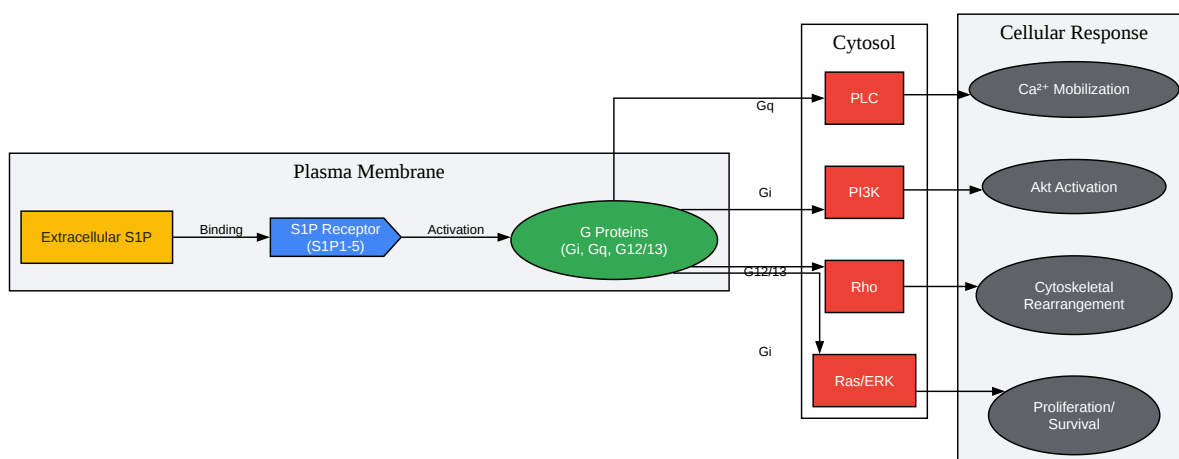 Plasma Membrane
Extracellular S1P
Binding
S1P Receptor
(S1P1-5)
Activation
G Proteins
(Gi, Gq, G12/13)
Gq
Gi
G12/13
Gi
Cytosol
PLC
PI3K
Rho
Ras/ERK
Cellular Response
Ca²⁺ Mobilization
Akt Activation
Cytoskeletal
Rearrangement
Proliferation/
Survival